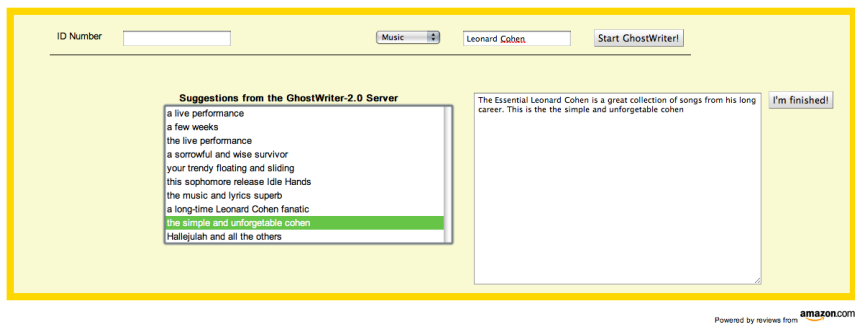 ID Number
Music
Leonard Cohen
Start GhostWriter!
Suggestions from the GhostWriter-2.0 Server
a live performance
a few weeks
the live performance
a sorrowful and wise survivor
your trendy floating and sliding
this sophomore release Idle Hands
the music and lyrics superb
a long-time Leonard Cohen fanatic
the simple and unforgetable cohen
Hallejulah and all the others
The Essential Leonard Cohen is a great collection of songs from his long
career. This is the the simple and unforgetable cohen
I'm finished!
Powered by reviews from amazon.com